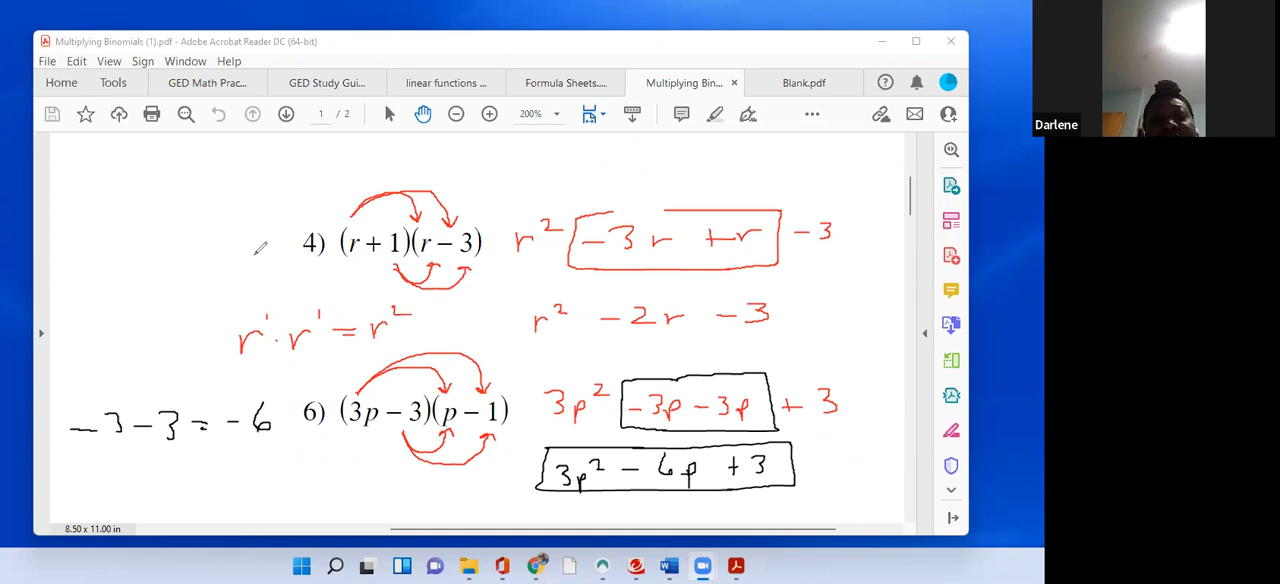 Multiplying Binomials (1).pdf - Adobe Acrobat Reader DC (64-bit)
File Edit View Sign Window Help
Home Tools GED Math Prac... GED Study Gui... linear functions Formula Sheets.... Multiplying Bin... × Blank.pdf
1 / 2 200%
Darlene
4) (r + 1)(r − 3) r² −3r +r −3
r¹ · r¹ = r² r² −2r −3
6) (3p − 3)(p − 1) 3p² −3p −3p + 3
−3 −3 = −6
3p² − 6p + 3
8.50 x 11.00 in